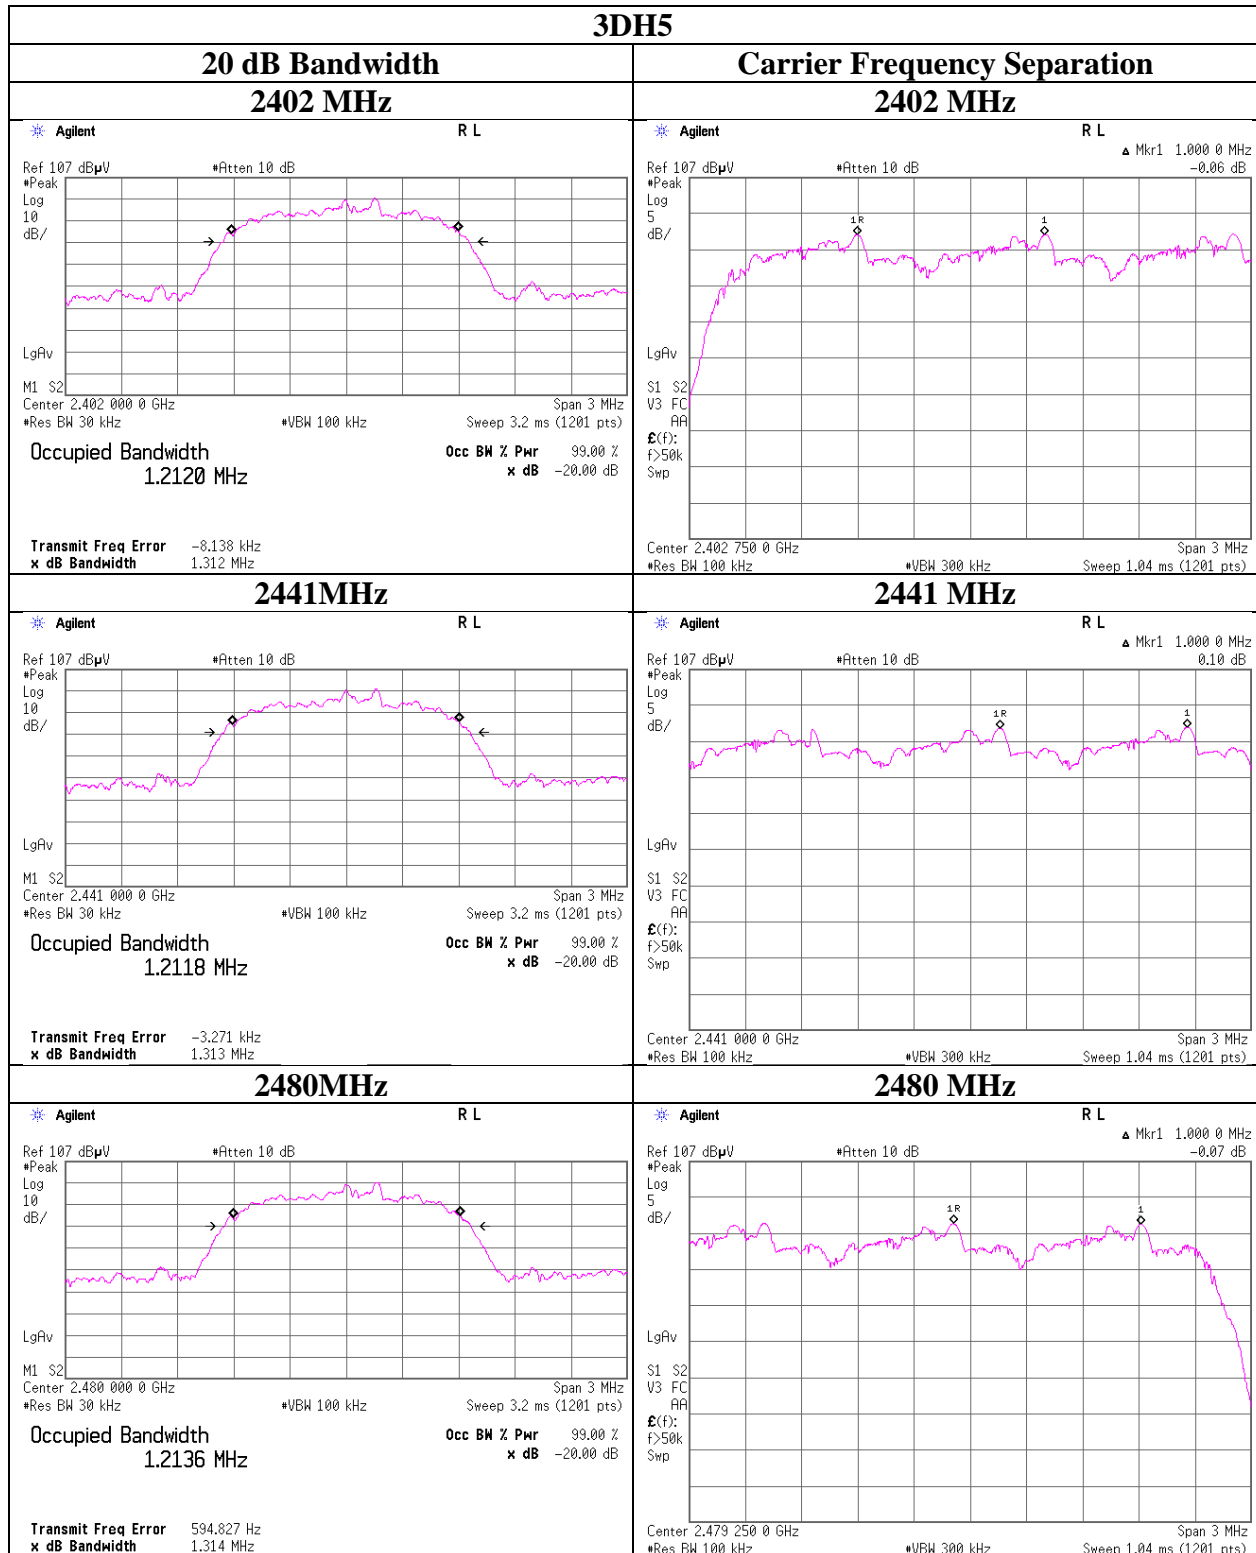 3DH5
20 dB Bandwidth
Carrier Frequency Separation
2402 MHz
2402 MHz
Agilent
R L
Ref 107 dBµV
#Atten 10 dB
#Peak
Log
10
dB/
LgAv
M1 S2
Center 2.402 000 0 GHz
Span 3 MHz
#Res BW 30 kHz
#VBW 100 kHz
Sweep 3.2 ms (1201 pts)
Occupied Bandwidth
1.2120 MHz
Occ BW % Pwr 99.00 %
x dB -20.00 dB
Transmit Freq Error -8.138 kHz
x dB Bandwidth 1.312 MHz
Agilent
R L
Δ Mkr1 1.000 0 MHz
Ref 107 dBµV
#Atten 10 dB
-0.06 dB
#Peak
Log
5
dB/
1R
1
LgAv
S1 S2
V3 FC
AA
£(f):
f>50k
Swp
Center 2.402 750 0 GHz
Span 3 MHz
#Res BW 100 kHz
#VBW 300 kHz
Sweep 1.04 ms (1201 pts)
2441MHz
2441 MHz
Agilent
R L
Ref 107 dBµV
#Atten 10 dB
#Peak
Log
10
dB/
LgAv
M1 S2
Center 2.441 000 0 GHz
Span 3 MHz
#Res BW 30 kHz
#VBW 100 kHz
Sweep 3.2 ms (1201 pts)
Occupied Bandwidth
1.2118 MHz
Occ BW % Pwr 99.00 %
x dB -20.00 dB
Transmit Freq Error -3.271 kHz
x dB Bandwidth 1.313 MHz
Agilent
R L
Δ Mkr1 1.000 0 MHz
Ref 107 dBµV
#Atten 10 dB
0.10 dB
#Peak
Log
5
dB/
1R
1
LgAv
S1 S2
V3 FC
AA
£(f):
f>50k
Swp
Center 2.441 000 0 GHz
Span 3 MHz
#Res BW 100 kHz
#VBW 300 kHz
Sweep 1.04 ms (1201 pts)
2480MHz
2480 MHz
Agilent
R L
Ref 107 dBµV
#Atten 10 dB
#Peak
Log
10
dB/
LgAv
M1 S2
Center 2.480 000 0 GHz
Span 3 MHz
#Res BW 30 kHz
#VBW 100 kHz
Sweep 3.2 ms (1201 pts)
Occupied Bandwidth
1.2136 MHz
Occ BW % Pwr 99.00 %
x dB -20.00 dB
Transmit Freq Error 594.827 Hz
x dB Bandwidth 1.314 MHz
Agilent
R L
Δ Mkr1 1.000 0 MHz
Ref 107 dBµV
#Atten 10 dB
-0.07 dB
#Peak
Log
5
dB/
1R
1
LgAv
S1 S2
V3 FC
AA
£(f):
f>50k
Swp
Center 2.479 250 0 GHz
Span 3 MHz
#Res BW 100 kHz
#VBW 300 kHz
Sweep 1.04 ms (1201 pts)